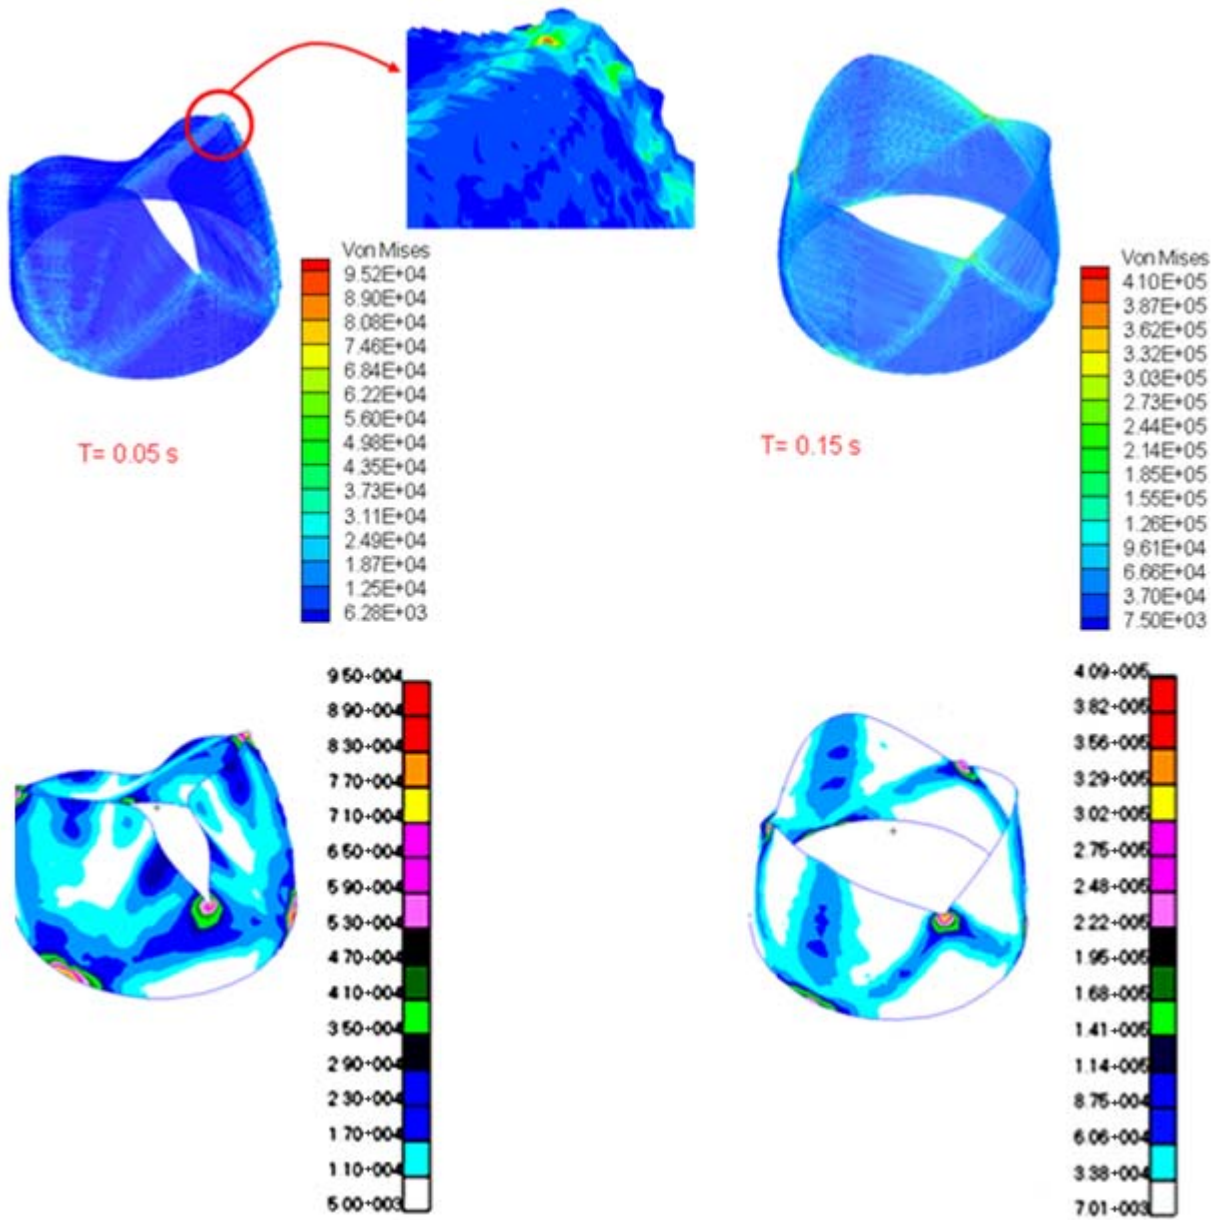 Von Mises
9.52E+04
8.90E+04
8.08E+04
7.46E+04
6.84E+04
6.22E+04
5.60E+04
4.98E+04
4.35E+04
3.73E+04
3.11E+04
2.49E+04
1.87E+04
1.25E+04
6.28E+03
T= 0.05 s
Von Mises
4.10E+05
3.87E+05
3.62E+05
3.32E+05
3.03E+05
2.73E+05
2.44E+05
2.14E+05
1.85E+05
1.55E+05
1.26E+05
9.61E+04
6.66E+04
3.70E+04
7.50E+03
T= 0.15 s
9 50+004
8 90+004
8 30+004
7 70+004
7 10+004
6 50+004
5 90+004
5 30+004
4 70+004
4 10+004
3 50+004
2 90+004
2 30+004
1 70+004
1 10+004
5 00+003
4 09+005
3 82+005
3 56+005
3 29+005
3 02+005
2 75+005
2 48+005
2 22+005
1 95+005
1 68+005
1 41+005
1 14+005
8 75+004
6 06+004
3 38+004
7 01+003